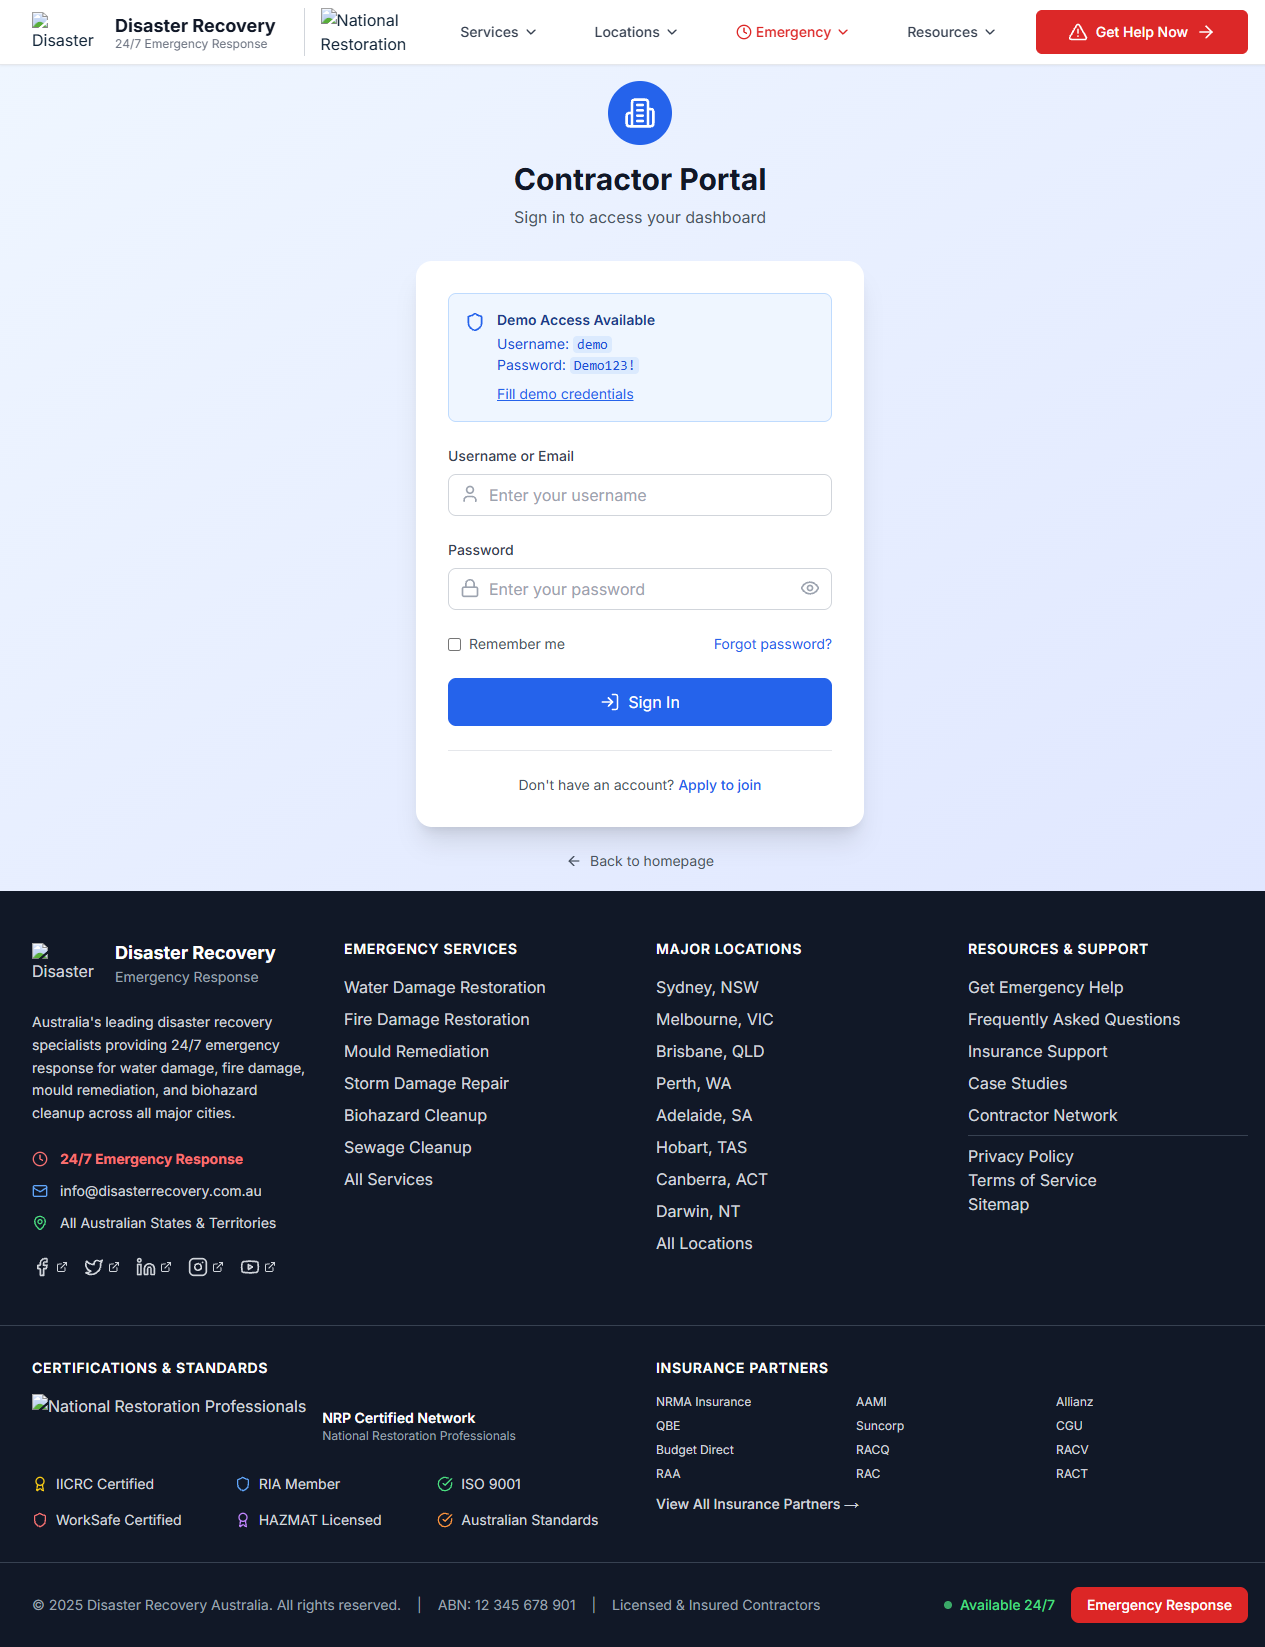 Disaster
Disaster Recovery
24/7 Emergency Response
National
Restoration
Services
Locations
Emergency
Resources
Get Help Now
Contractor Portal
Sign in to access your dashboard
Demo Access Available
Username: demo
Password: Demo123!
Fill demo credentials
Username or Email
Enter your username
Password
Enter your password
Remember me
Forgot password?
Sign In
Don't have an account? Apply to join
Back to homepage
Disaster
Disaster Recovery
Emergency Response
Australia's leading disaster recovery
specialists providing 24/7 emergency
response for water damage, fire damage,
mould remediation, and biohazard
cleanup across all major cities.
24/7 Emergency Response
info@disasterrecovery.com.au
All Australian States & Territories
EMERGENCY SERVICES
Water Damage Restoration
Fire Damage Restoration
Mould Remediation
Storm Damage Repair
Biohazard Cleanup
Sewage Cleanup
All Services
MAJOR LOCATIONS
Sydney, NSW
Melbourne, VIC
Brisbane, QLD
Perth, WA
Adelaide, SA
Hobart, TAS
Canberra, ACT
Darwin, NT
All Locations
RESOURCES & SUPPORT
Get Emergency Help
Frequently Asked Questions
Insurance Support
Case Studies
Contractor Network
Privacy Policy
Terms of Service
Sitemap
CERTIFICATIONS & STANDARDS
National Restoration Professionals
NRP Certified Network
National Restoration Professionals
IICRC Certified
RIA Member
ISO 9001
WorkSafe Certified
HAZMAT Licensed
Australian Standards
INSURANCE PARTNERS
NRMA Insurance
AAMI
Allianz
QBE
Suncorp
CGU
Budget Direct
RACQ
RACV
RAA
RAC
RACT
View All Insurance Partners →
© 2025 Disaster Recovery Australia. All rights reserved. | ABN: 12 345 678 901 | Licensed & Insured Contractors
Available 24/7
Emergency Response